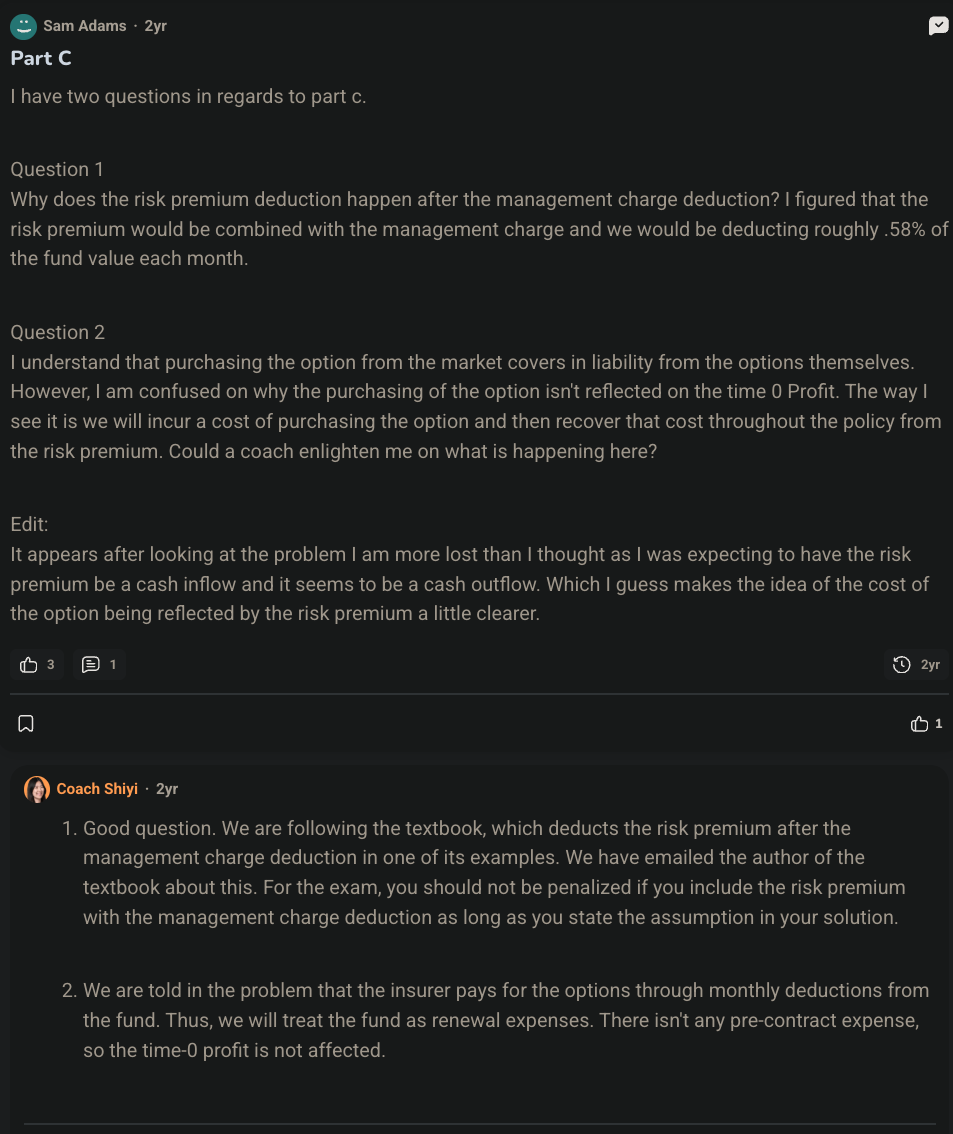 Sam Adams · 2yr
Part C
I have two questions in regards to part c.
Question 1
Why does the risk premium deduction happen after the management charge deduction? I figured that the
risk premium would be combined with the management charge and we would be deducting roughly .58% of
the fund value each month.
Question 2
I understand that purchasing the option from the market covers in liability from the options themselves.
However, I am confused on why the purchasing of the option isn't reflected on the time 0 Profit. The way I
see it is we will incur a cost of purchasing the option and then recover that cost throughout the policy from
the risk premium. Could a coach enlighten me on what is happening here?
Edit:
It appears after looking at the problem I am more lost than I thought as I was expecting to have the risk
premium be a cash inflow and it seems to be a cash outflow. Which I guess makes the idea of the cost of
the option being reflected by the risk premium a little clearer.
3 1 2yr
1
Coach Shiyi · 2yr
1. Good question. We are following the textbook, which deducts the risk premium after the
management charge deduction in one of its examples. We have emailed the author of the
textbook about this. For the exam, you should not be penalized if you include the risk premium
with the management charge deduction as long as you state the assumption in your solution.
2. We are told in the problem that the insurer pays for the options through monthly deductions from
the fund. Thus, we will treat the fund as renewal expenses. There isn't any pre-contract expense,
so the time-0 profit is not affected.